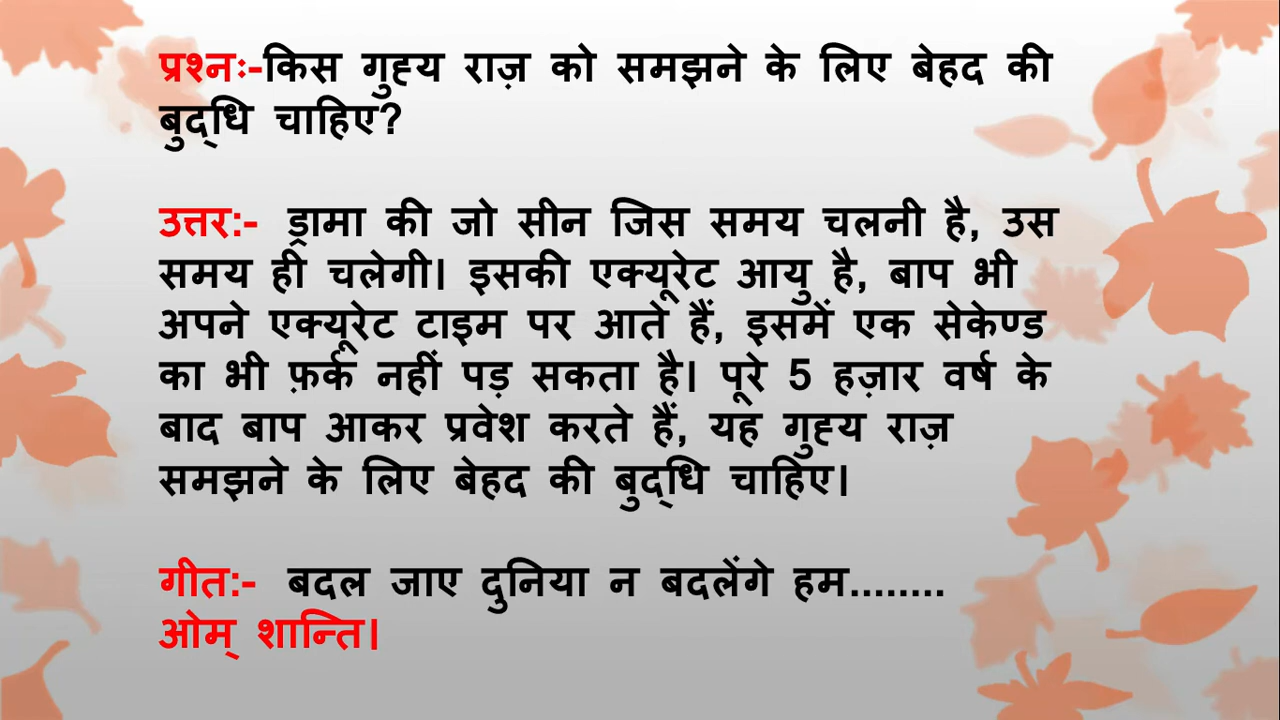 प्रश्नः-किस गुह्य राज़ को समझने के लिए बेहद की
बुद्धि चाहिए?
उत्तर:- ड्रामा की जो सीन जिस समय चलनी है, उस
समय ही चलेगी। इसकी एक्यूरेट आयु है, बाप भी
अपने एक्यूरेट टाइम पर आते हैं, इसमें एक सेकेण्ड
का भी फ़र्क नहीं पड़ सकता है। पूरे 5 हज़ार वर्ष के
बाद बाप आकर प्रवेश करते हैं, यह गुह्य राज़
समझने के लिए बेहद की बुद्धि चाहिए।
गीत:- बदल जाए दुनिया न बदलेंगे हम........
ओम् शान्ति।